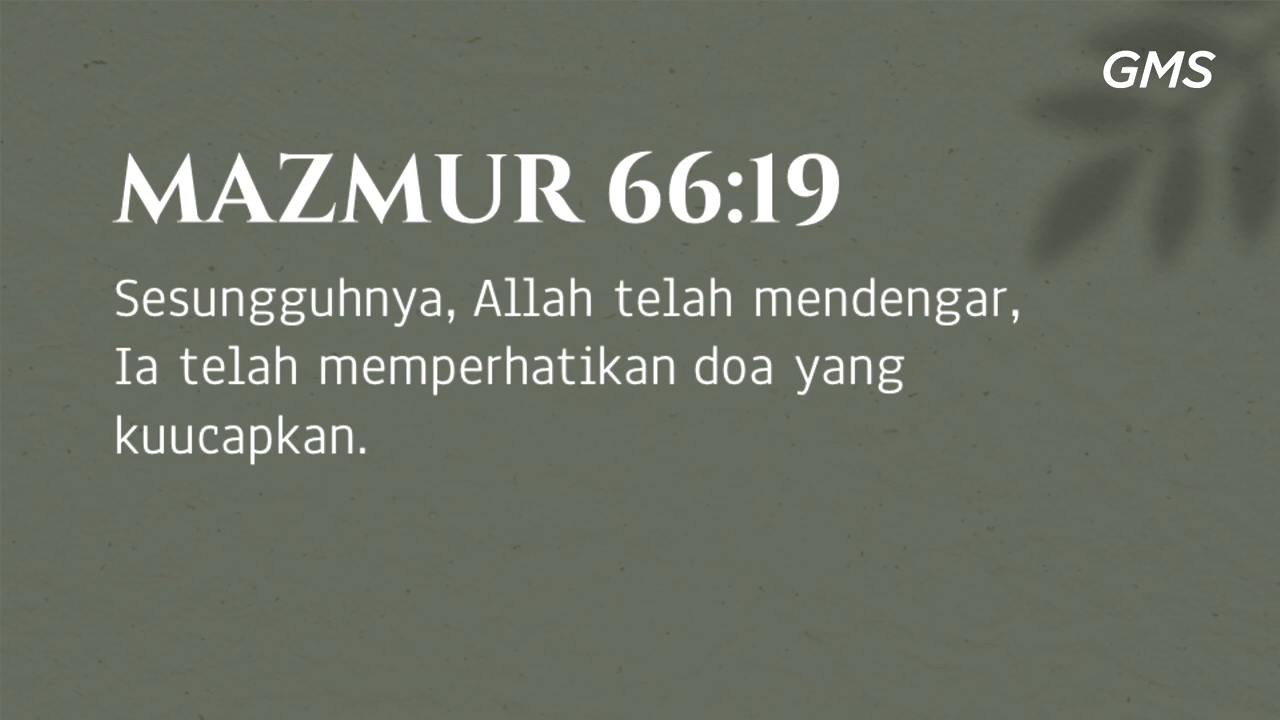 GMS
MAZMUR 66:19
Sesungguhnya, Allah telah mendengar,
Ia telah memperhatikan doa yang
kuucapkan.